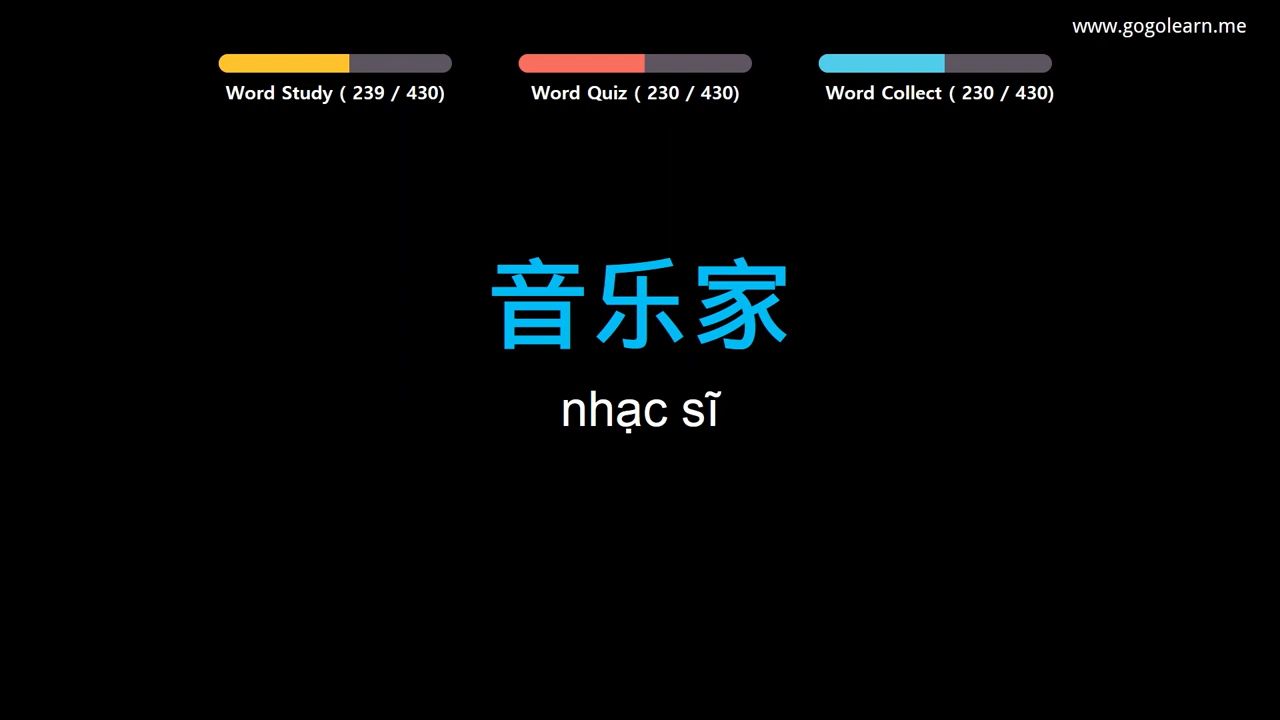 www.gogolearn.me
Word Study ( 239 / 430)
Word Quiz ( 230 / 430)
Word Collect ( 230 / 430)
音乐家
nhạc sĩ